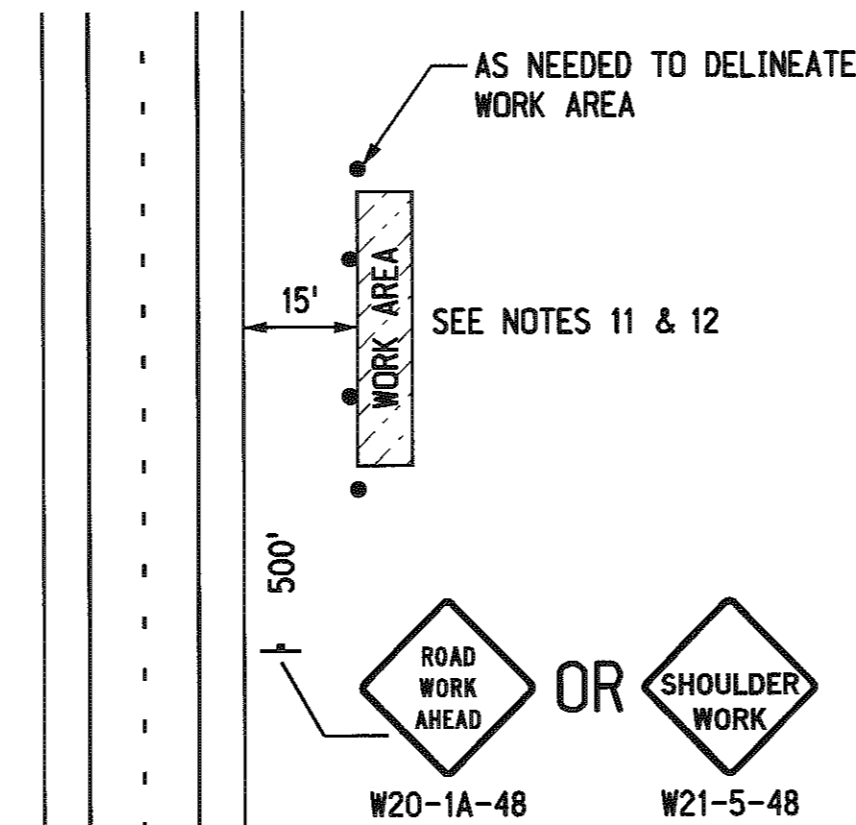 AS NEEDED TO DELINEATE
WORK AREA
15'
WORK AREA
SEE NOTES 11 & 12
500'
ROAD
WORK
AHEAD
OR
SHOULDER
WORK
W20-1A-48
W21-5-48